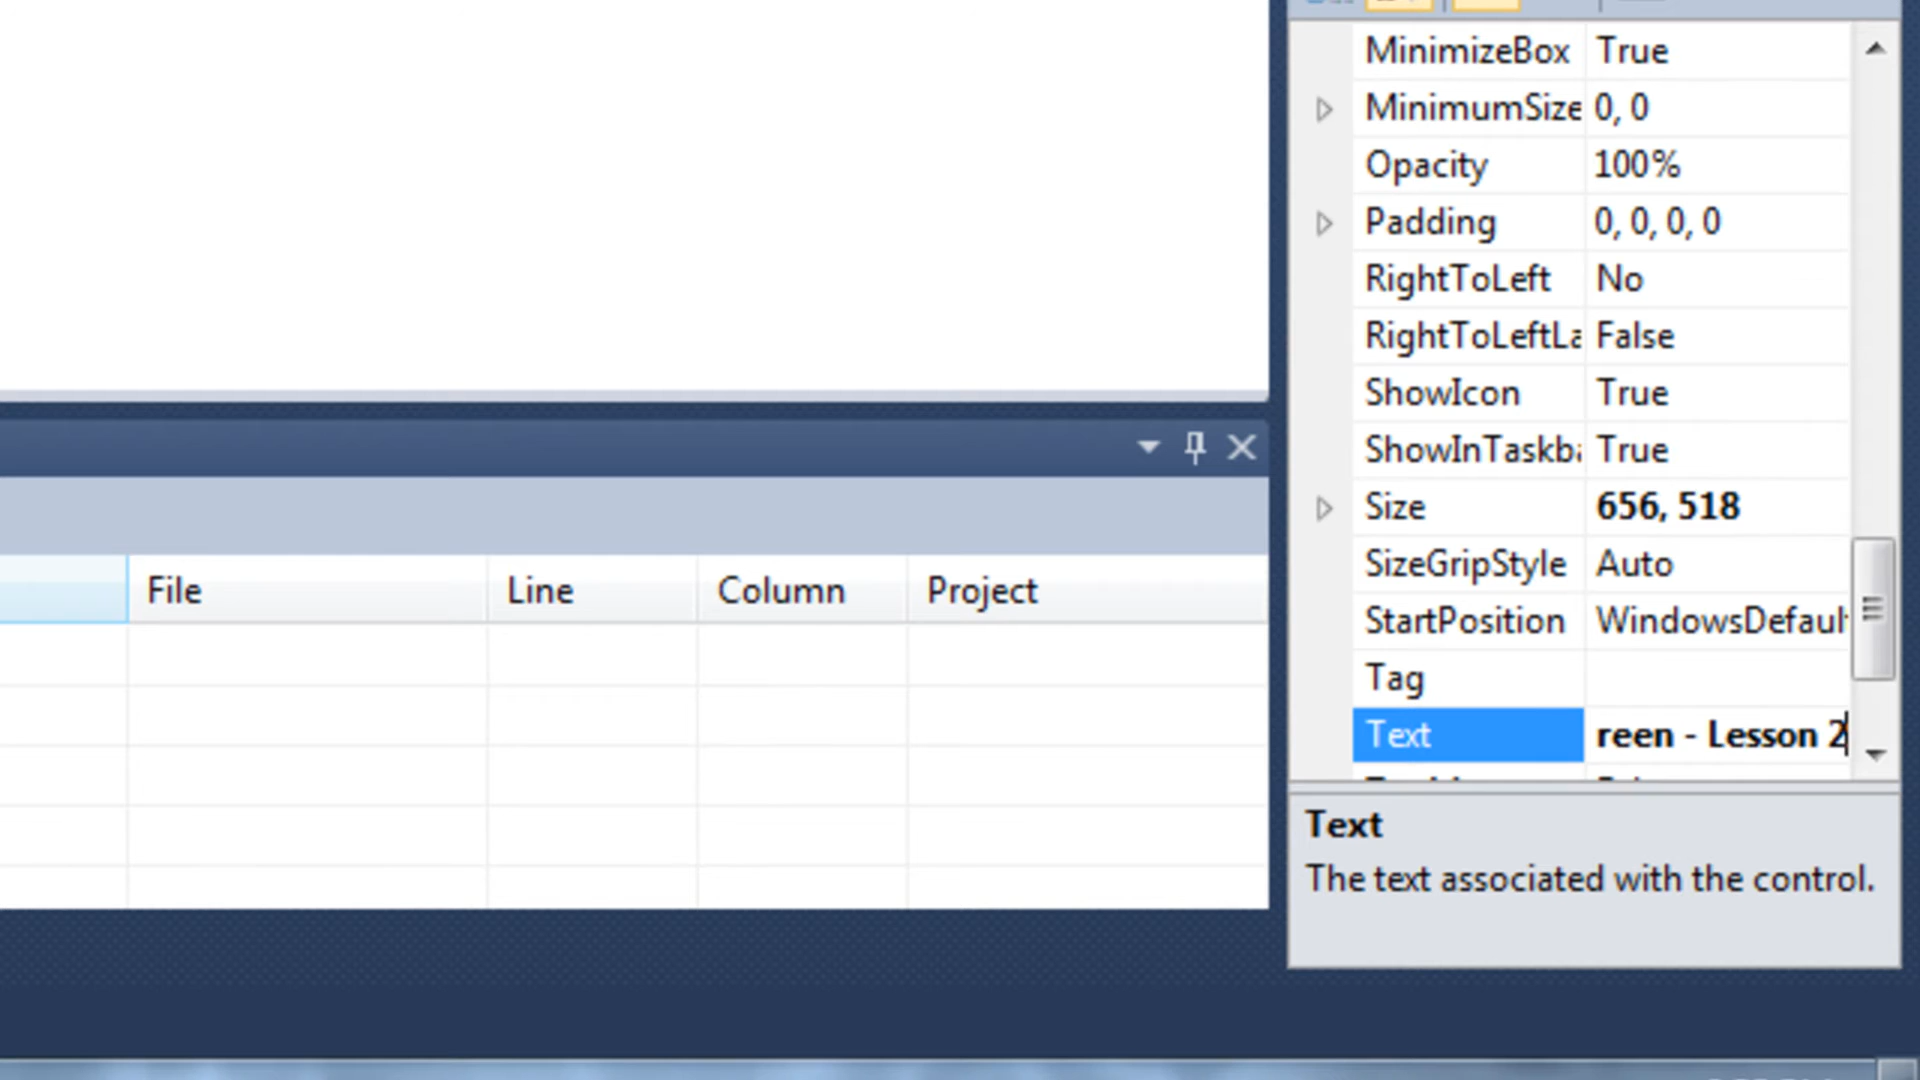 MinimizeBox True
MinimumSize 0, 0
Opacity 100%
Padding 0, 0, 0, 0
RightToLeft No
RightToLeftLa False
ShowIcon True
ShowInTaskba True
Size 656, 518
SizeGripStyle Auto
StartPosition WindowsDefault
Tag
Text reen - Lesson 2
File Line Column Project
Text
The text associated with the control.